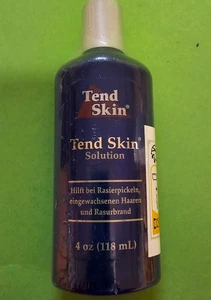 Tend
Skin®
Tend Skin®
Solution
Hilft bei Rasierpickeln,
eingewachsenen Haaren
und Rasurbrand
4 oz (118 mL)